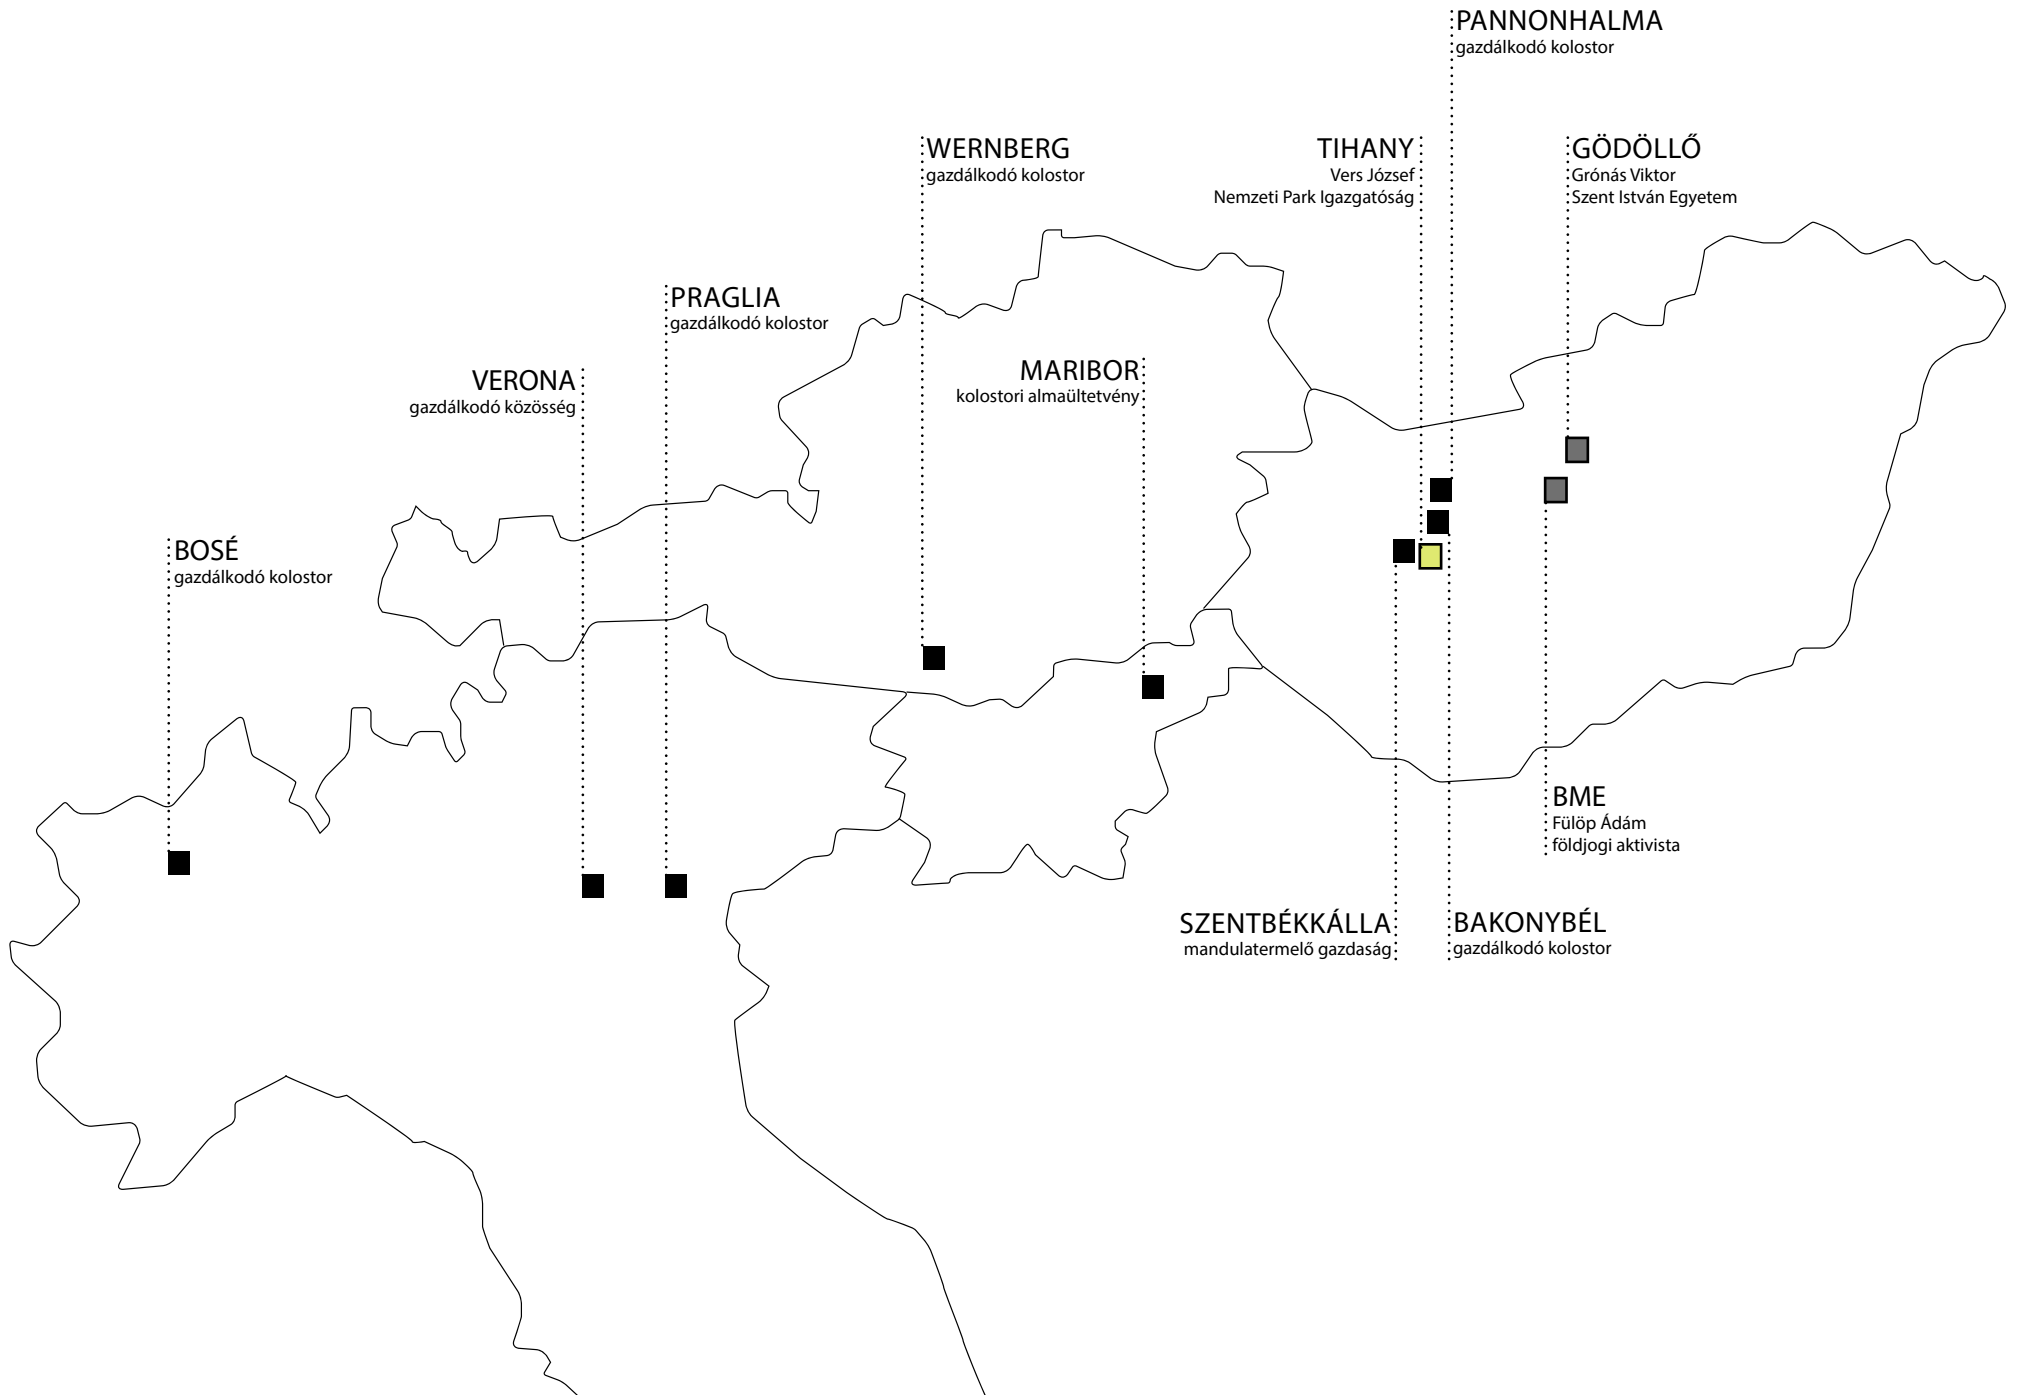 PANNONHALMA
gazdálkodó kolostor
WERNBERG
gazdálkodó kolostor
TIHANY
Vers József
Nemzeti Park Igazgatóság
GÖDÖLLŐ
Grónás Viktor
Szent István Egyetem
PRAGLIA
gazdálkodó kolostor
VERONA
gazdálkodó közösség
MARIBOR
kolostori almaültetvény
BOSÉ
gazdálkodó kolostor
BME
Fülöp Ádám
földjogi aktivista
SZENTBÉKKÁLLA
mandulatermelő gazdaság
BAKONYBÉL
gazdálkodó kolostor